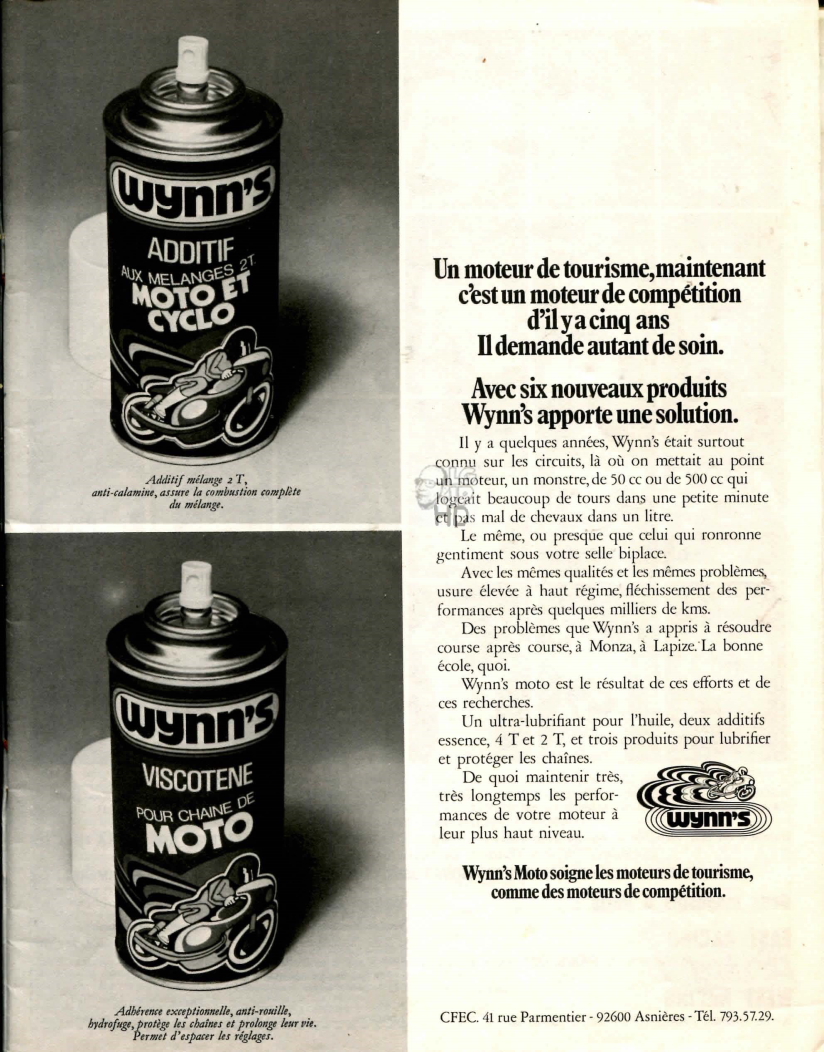 wynn's
ADDITIF
AUX MELANGES 2T.
MOTO ET
CYCLO
Additif mélange 2 T,
anti-calamine, assure la combustion complète
du mélange.
wynn's
VISCOTENE
POUR CHAINE DE
MOTO
Adhérence exceptionnelle, anti-rouille,
hydrofuge, protège les chaînes et prolonge leur vie.
Permet d'espacer les réglages.
Un moteur de tourisme, maintenant
c'est un moteur de compétition
d'il y a cinq ans
Il demande autant de soin.
Avec six nouveaux produits
Wynn's apporte une solution.
Il y a quelques années, Wynn's était surtout
connu sur les circuits, là où on mettait au point
un moteur, un monstre, de 50 cc ou de 500 cc qui
logeait beaucoup de tours dans une petite minute
et pas mal de chevaux dans un litre.
Le même, ou presque que celui qui ronronne
gentiment sous votre selle biplace.
Avec les mêmes qualités et les mêmes problèmes,
usure élevée à haut régime, fléchissement des per-
formances après quelques milliers de kms.
Des problèmes que Wynn's a appris à résoudre
course après course, à Monza, à Lapize. La bonne
école, quoi.
Wynn's moto est le résultat de ces efforts et de
ces recherches.
Un ultra-lubrifiant pour l'huile, deux additifs
essence, 4 T et 2 T, et trois produits pour lubrifier
et protéger les chaînes.
De quoi maintenir très,
très longtemps les perfor-
mances de votre moteur à
leur plus haut niveau.
wynn's
Wynn's Moto soigne les moteurs de tourisme,
comme des moteurs de compétition.
CFEC. 41 rue Parmentier - 92600 Asnières - Tél. 793.57.29.